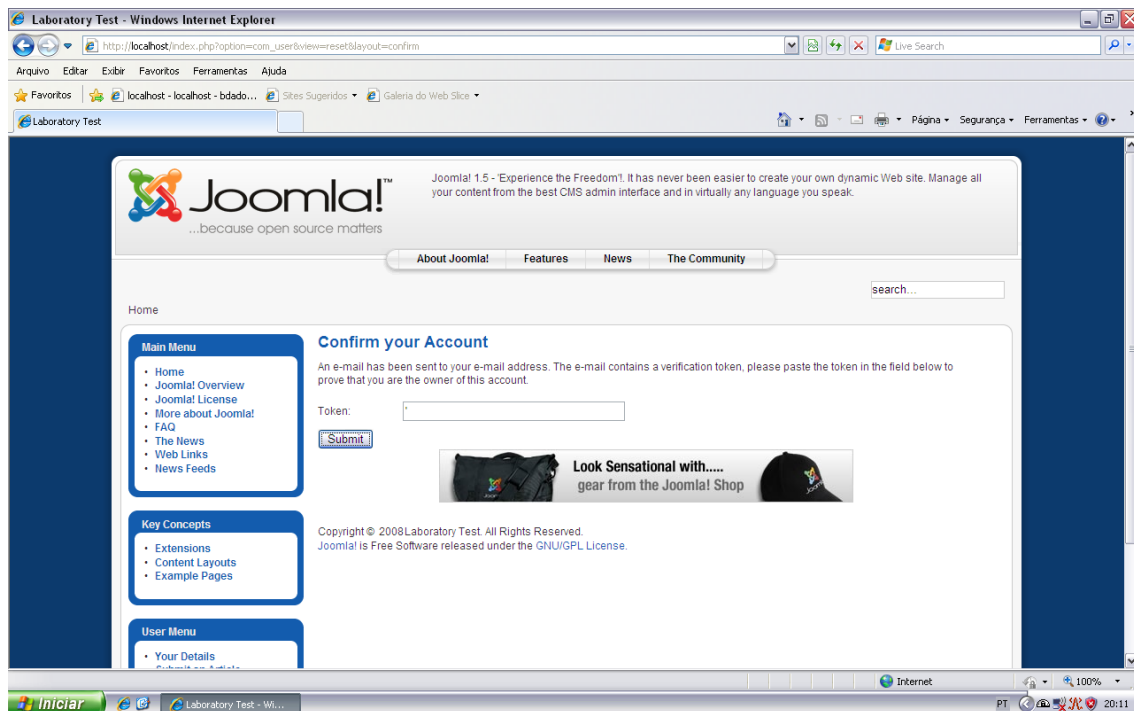 Laboratory Test - Windows Internet Explorer
http://localhost/index.php?option=com_user&view=reset&layout=confirm
Live Search
Arquivo Editar Exibir Favoritos Ferramentas Ajuda
Favoritos localhost - localhost - bdado... Sites Sugeridos Galeria do Web Slice
Laboratory Test
Página Segurança Ferramentas
Joomla!™
...because open source matters
Joomla! 1.5 - 'Experience the Freedom'!. It has never been easier to create your own dynamic Web site. Manage all
your content from the best CMS admin interface and in virtually any language you speak.
About Joomla! Features News The Community
search...
Home
Main Menu
Home
Joomla! Overview
Joomla! License
More about Joomla!
FAQ
The News
Web Links
News Feeds
Key Concepts
Extensions
Content Layouts
Example Pages
User Menu
Your Details
Submit an Article
Confirm your Account
An e-mail has been sent to your e-mail address. The e-mail contains a verification token, please paste the token in the field below to
prove that you are the owner of this account.
Token: '
Submit
Look Sensational with.....
gear from the Joomla! Shop
Copyright © 2008Laboratory Test. All Rights Reserved.
Joomla! is Free Software released under the GNU/GPL License.
Internet 100%
Iniciar Laboratory Test - Wi... PT 20:11